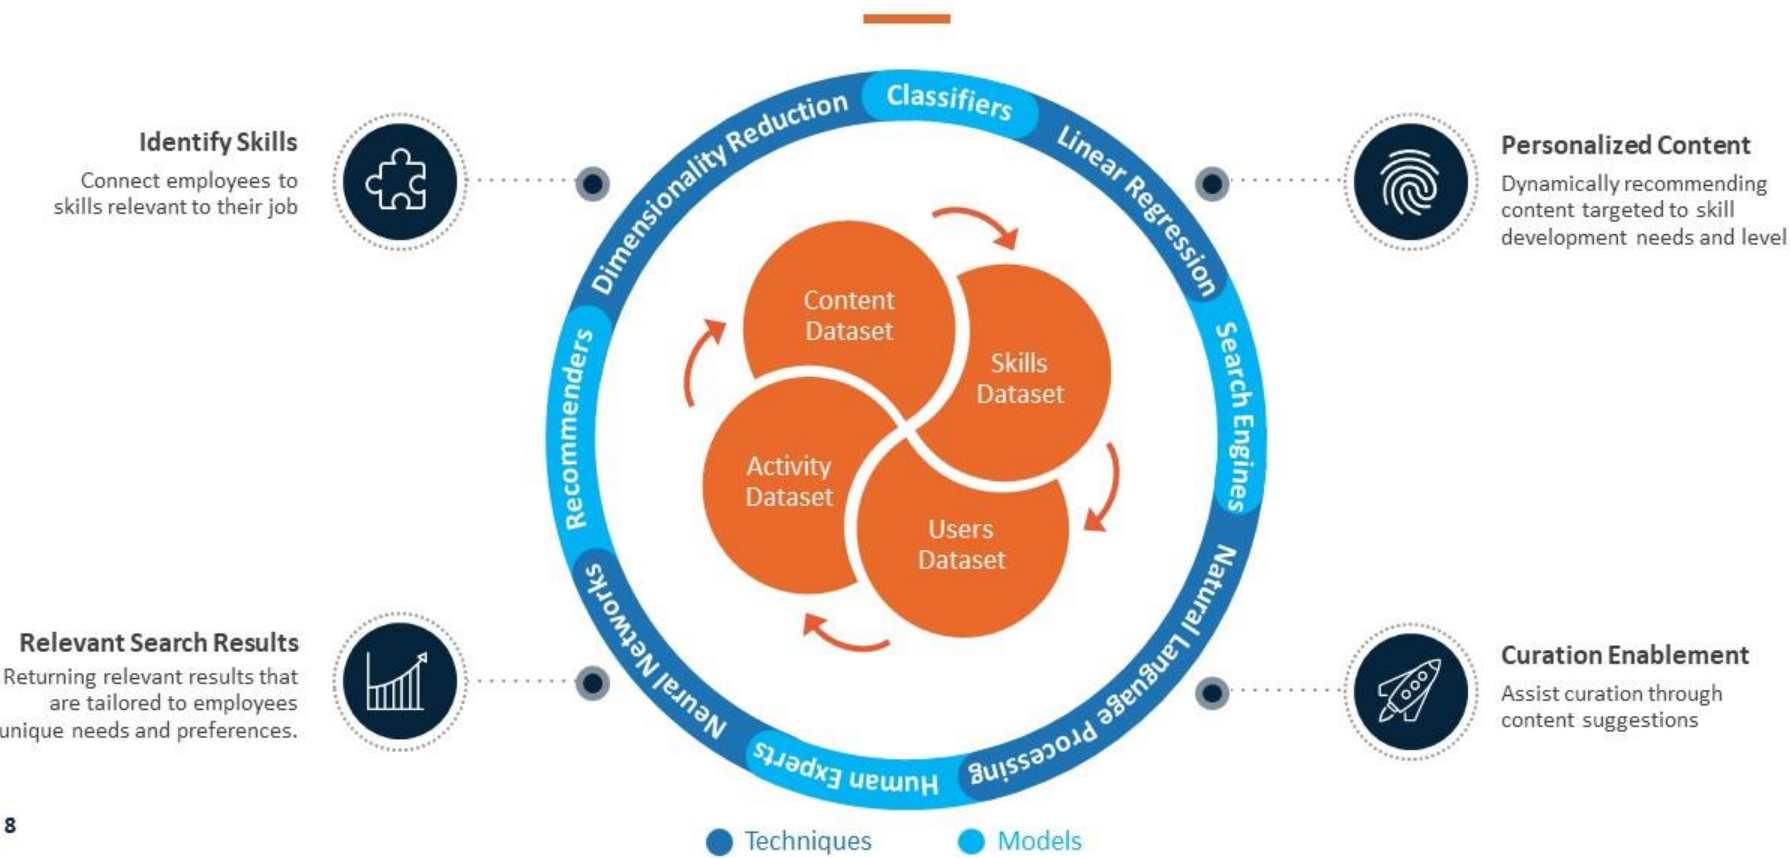 Identify Skills
Connect employees to
skills relevant to their job
Relevant Search Results
Returning relevant results that
are tailored to employees
unique needs and preferences.
Classifiers
Linear Regression
Search Engines
Natural Language Processing
Human Experts
Neural Networks
Recommenders
Dimensionality Reduction
Content
Dataset
Skills
Dataset
Users
Dataset
Activity
Dataset
Personalized Content
Dynamically recommending
content targeted to skill
development needs and level
Curation Enablement
Assist curation through
content suggestions
8
Techniques
Models